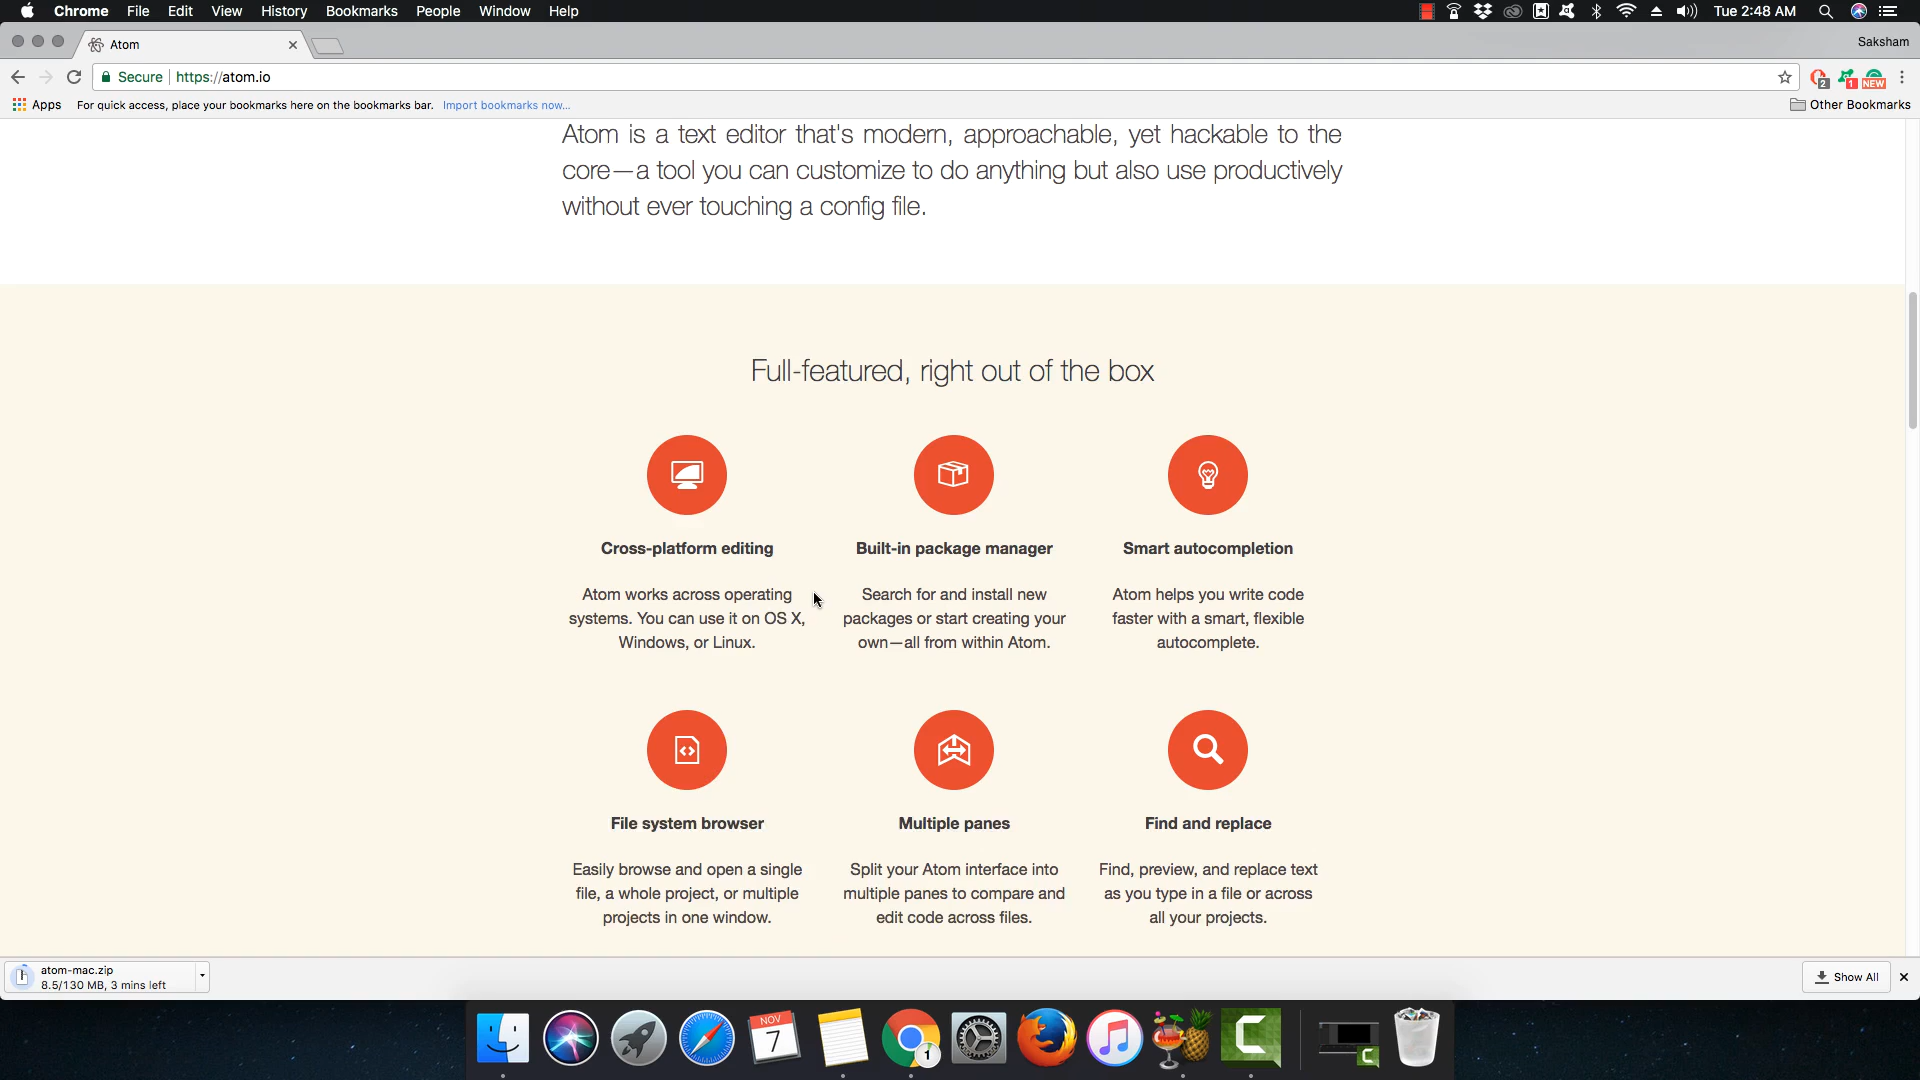 Chrome File Edit View History Bookmarks People Window Help Tue 2:48 AM
Atom Saksham
Secure https://atom.io 2 1 NEW
Apps For quick access, place your bookmarks here on the bookmarks bar. Import bookmarks now... Other Bookmarks
Atom is a text editor that's modern, approachable, yet hackable to the
core—a tool you can customize to do anything but also use productively
without ever touching a config file.
Full-featured, right out of the box
Cross-platform editing
Atom works across operating
systems. You can use it on OS X,
Windows, or Linux.
Built-in package manager
Search for and install new
packages or start creating your
own—all from within Atom.
Smart autocompletion
Atom helps you write code
faster with a smart, flexible
autocomplete.
File system browser
Easily browse and open a single
file, a whole project, or multiple
projects in one window.
Multiple panes
Split your Atom interface into
multiple panes to compare and
edit code across files.
Find and replace
Find, preview, and replace text
as you type in a file or across
all your projects.
atom-mac.zip
8.5/130 MB, 3 mins left
Show All
NOV
7
1